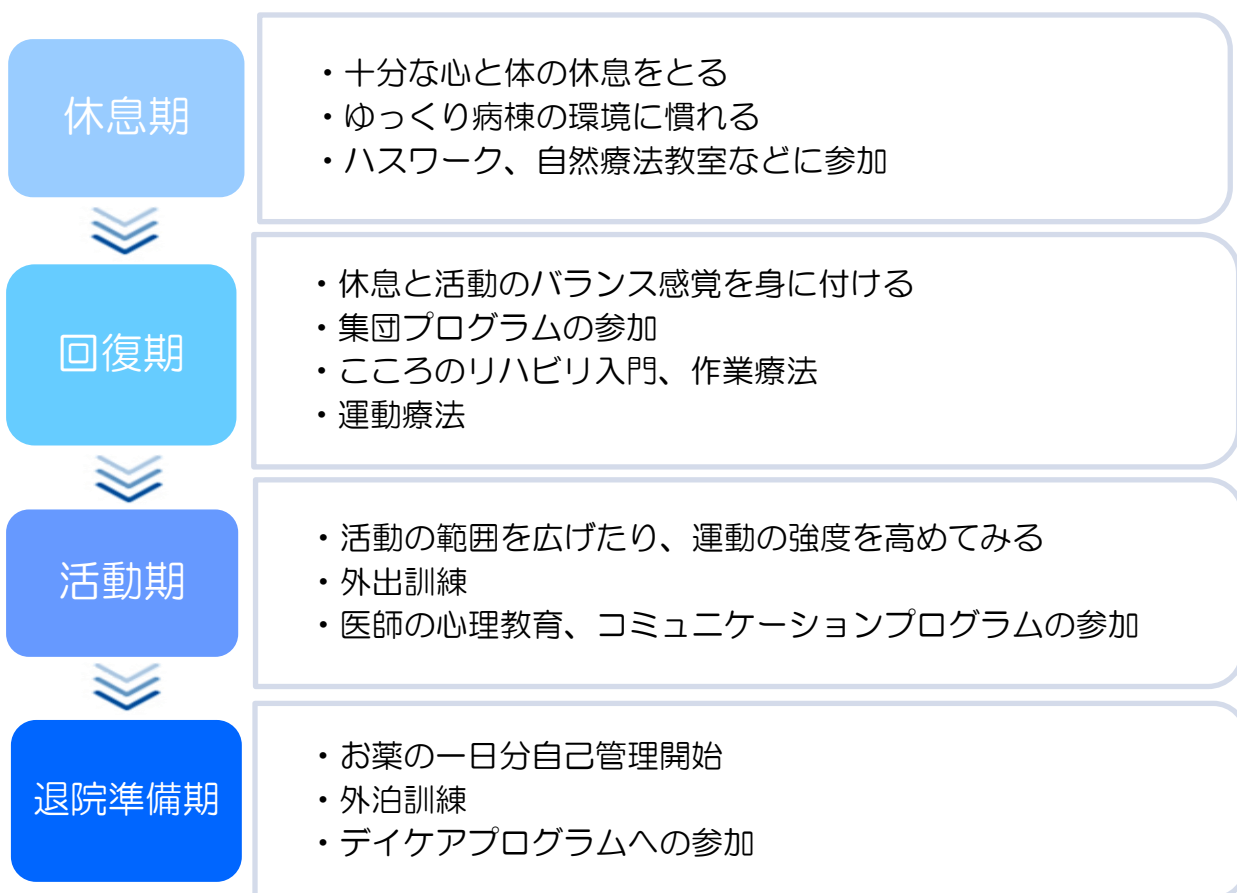 休息期
・十分な心と体の休息をとる
・ゆっくり病棟の環境に慣れる
・ハスワーク、自然療法教室などに参加
回復期
・休息と活動のバランス感覚を身に付ける
・集団プログラムの参加
・こころのリハビリ入門、作業療法
・運動療法
活動期
・活動の範囲を広げたり、運動の強度を高めてみる
・外出訓練
・医師の心理教育、コミュニケーションプログラムの参加
退院準備期
・お薬の一日分自己管理開始
・外泊訓練
・デイケアプログラムへの参加